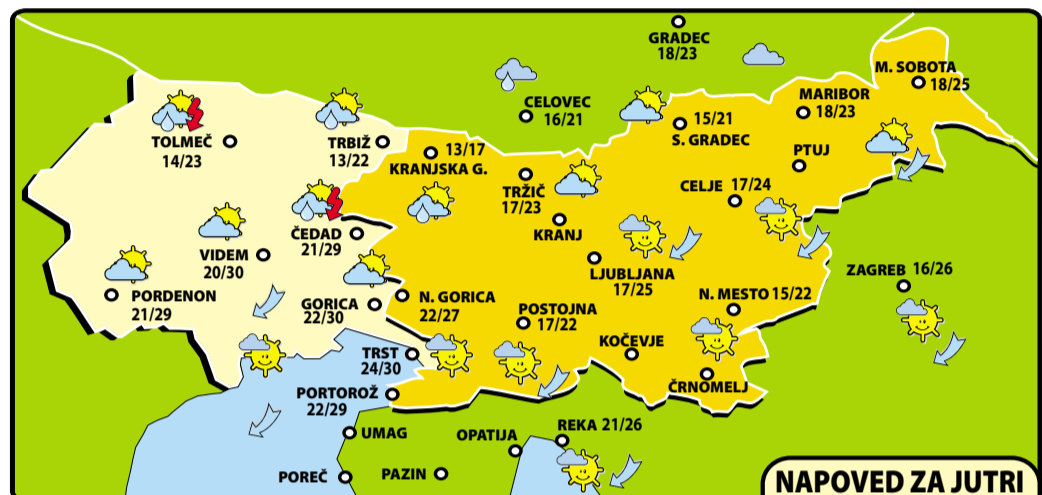 GRADEC
18/23
M. SOBOTA
18/25
MARIBOR
18/23
CELOVEC
16/21
15/21
S. GRADEC
TOLMEČ
14/23
TRBIŽ
13/22
13/17
KRANJSKA G.
PTUJ
TRŽIČ
17/23
CELJE 17/24
KRANJ
ČEDAD
21/29
VIDEM
20/30
LJUBLJANA
17/25
ZAGREB 16/26
PORDENON
21/29
GORICA
22/30
N. GORICA
22/27
N. MESTO 15/22
POSTOJNA
17/22
KOČEVJE
TRST
24/30
ČRNOMELJ
PORTOROŽ
22/29
UMAG
OPATIJA
REKA 21/26
POREČ
PAZIN
NAPOVED ZA JUTRI